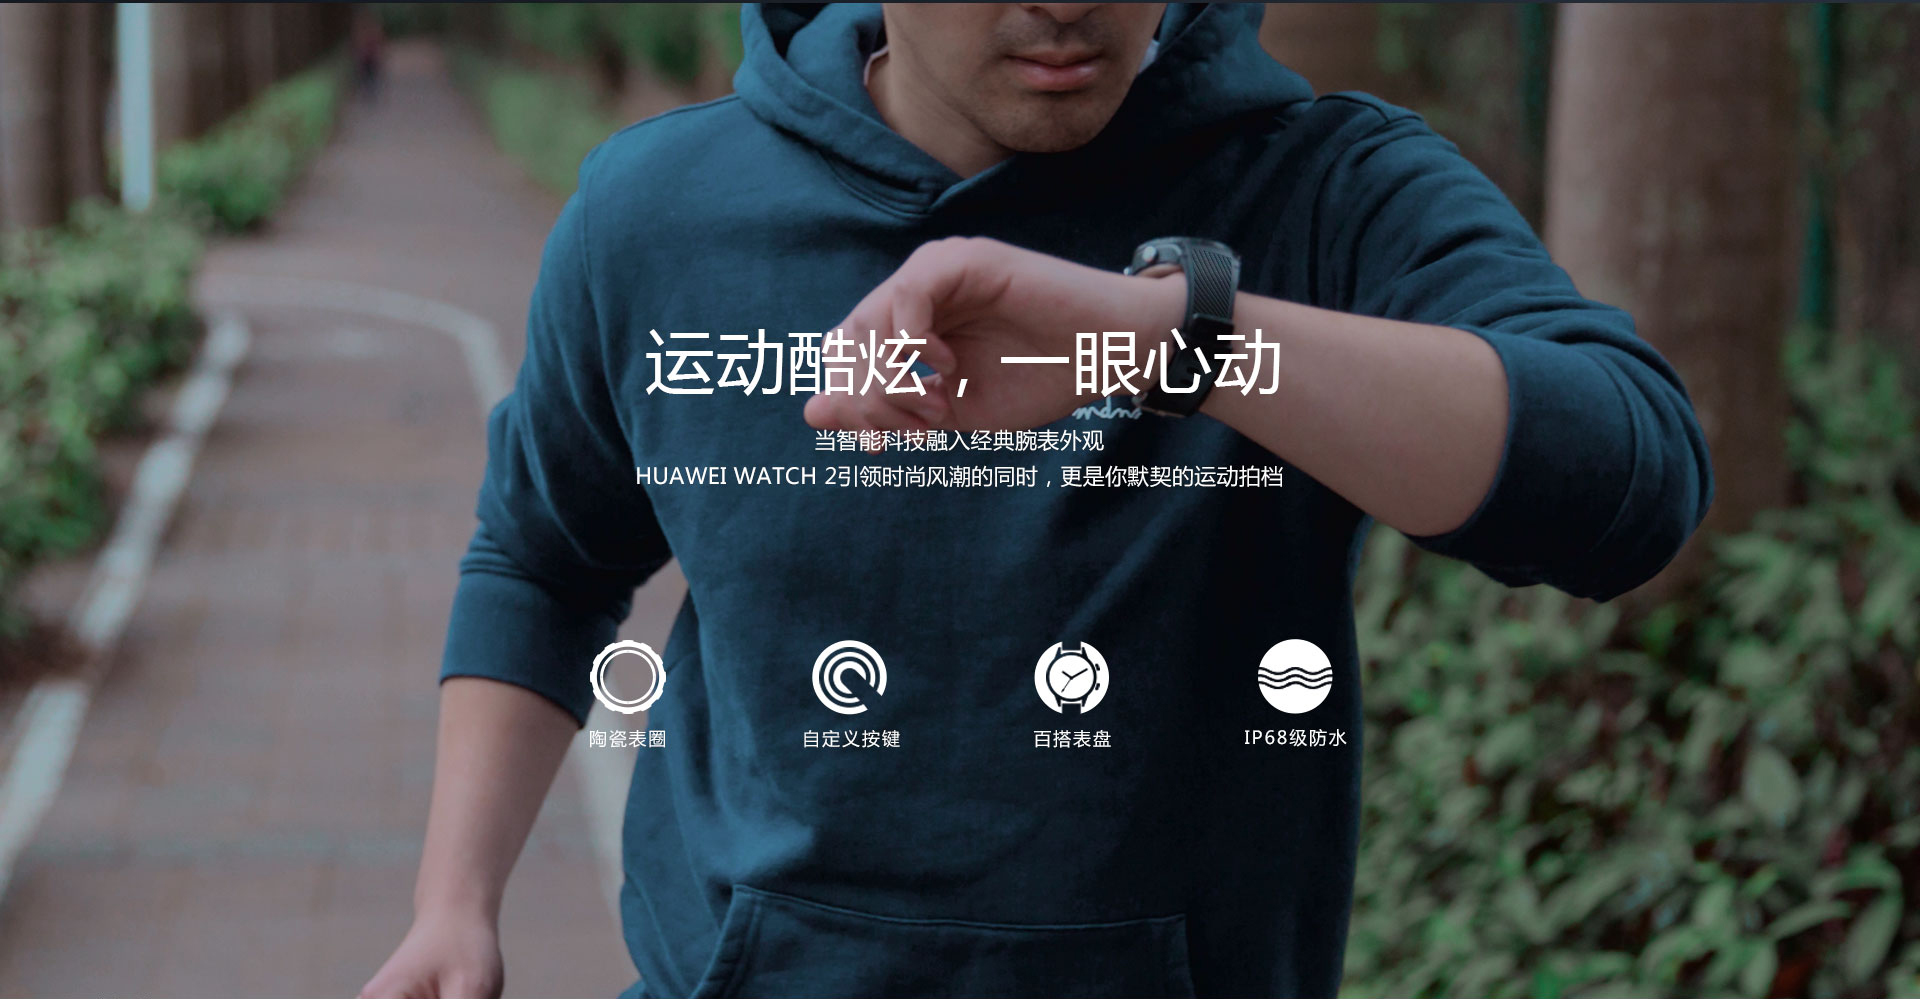 运动酷炫，一眼心动
mdns
当智能科技融入经典腕表外观
HUAWEI WATCH 2引领时尚风潮的同时，更是你默契的运动拍档
陶瓷表圈
自定义按键
百搭表盘
IP68级防水